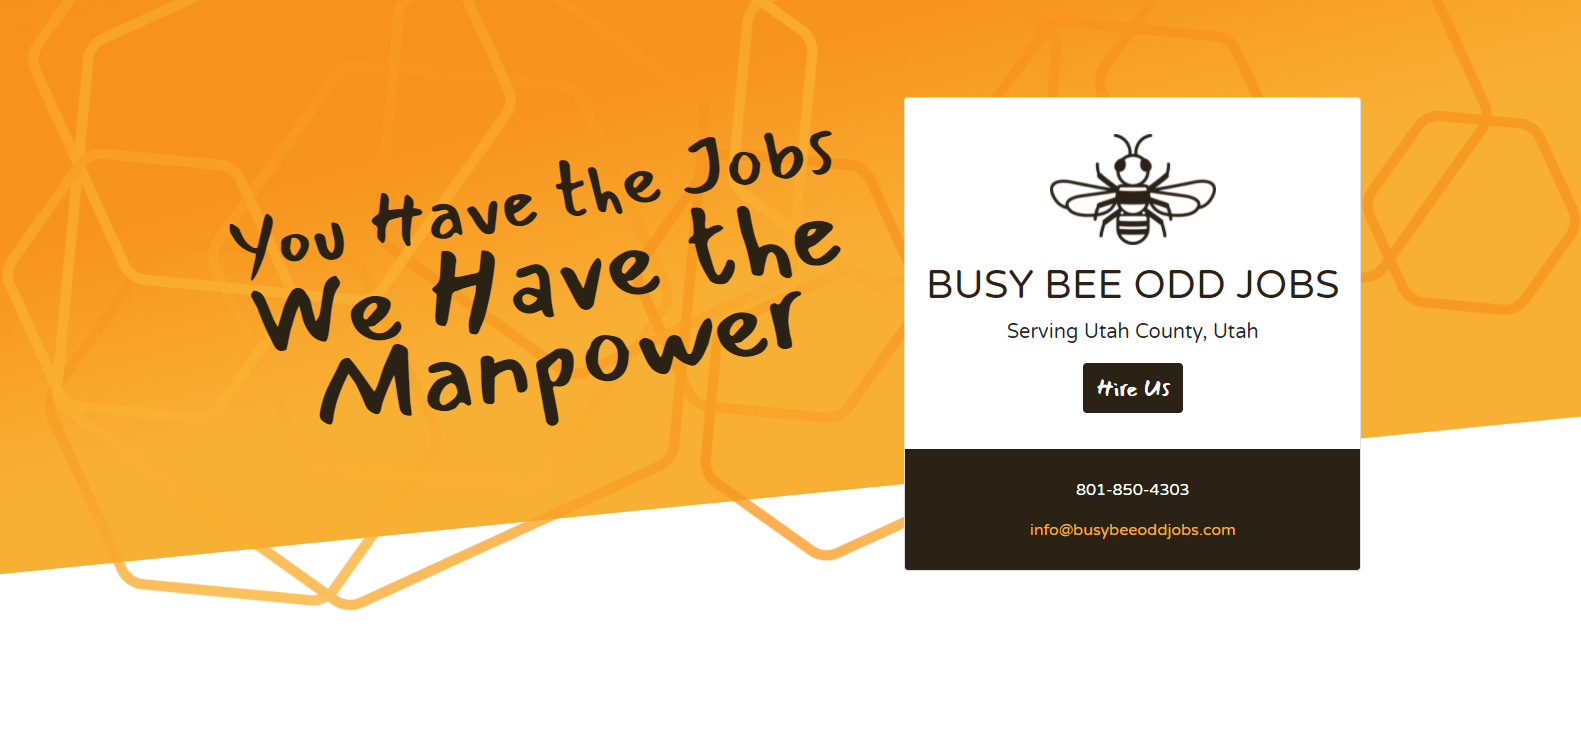 You Have the Jobs
We Have the
Manpower
BUSY BEE ODD JOBS
Serving Utah County, Utah
Hire Us
801-850-4303
info@busybeeoddjobs.com